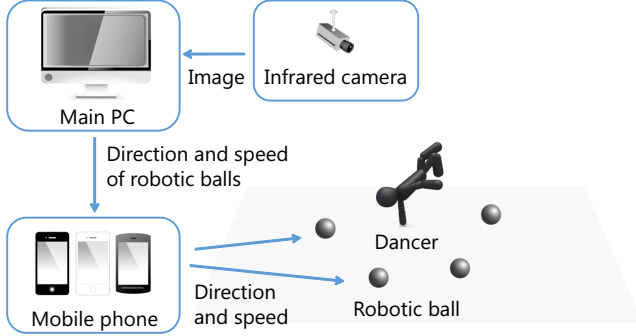 Image
Infrared camera
Main PC
Direction and speed
of robotic balls
Dancer
Mobile phone
Direction
and speed
Robotic ball